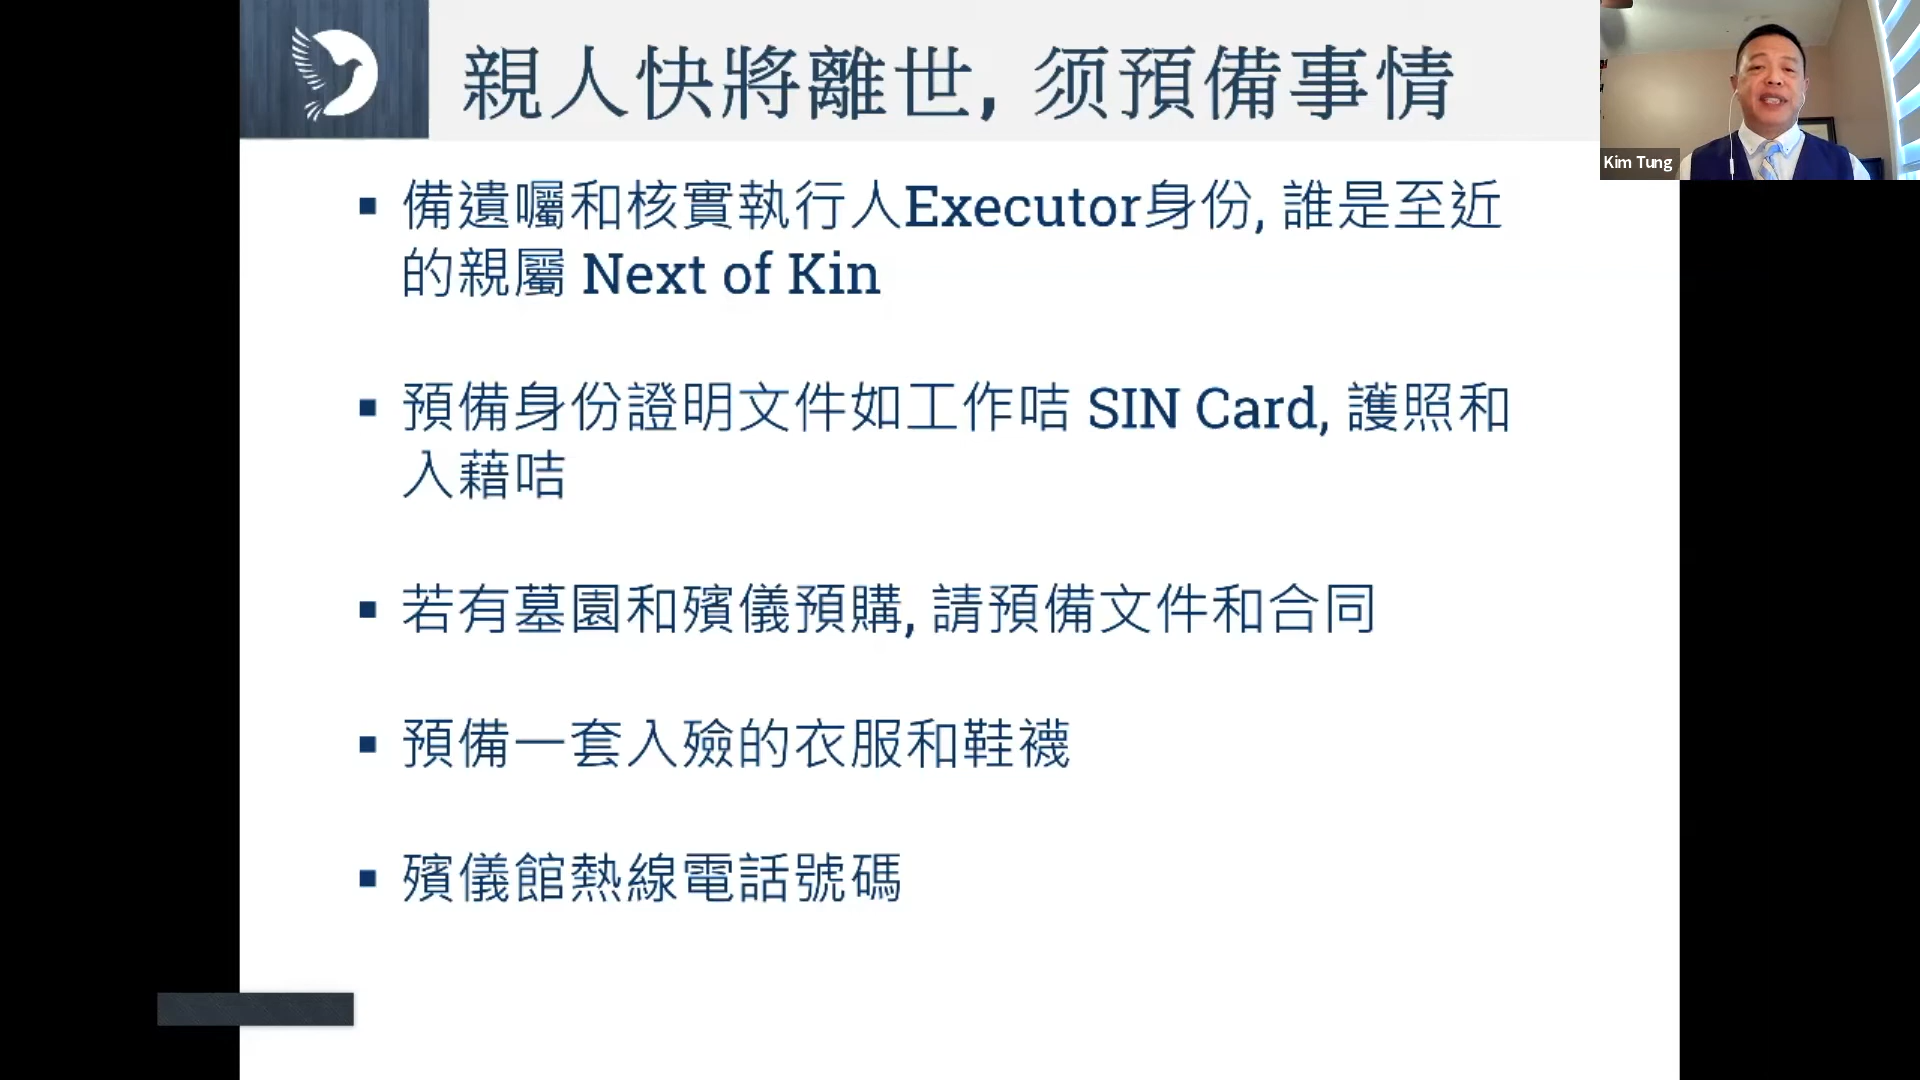 親人快將離世, 须預備事情
Kim Tung
備遺囑和核實執行人Executor身份, 誰是至近
的親屬 Next of Kin
預備身份證明文件如工作咭 SIN Card, 護照和
入藉咭
若有墓園和殯儀預購, 請預備文件和合同
預備一套入殮的衣服和鞋襪
殯儀館熱線電話號碼